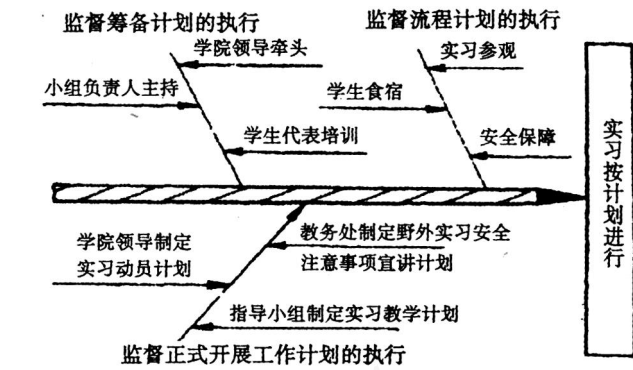 监督筹备计划的执行
学院领导牵头
小组负责人主持
学生代表培训
监督流程计划的执行
实习参观
学生食宿
安全保障
实习按计划进行
学院领导制定
实习动员计划
教务处制定野外实习安全
注意事项宣讲计划
指导小组制定实习教学计划
监督正式开展工作计划的执行